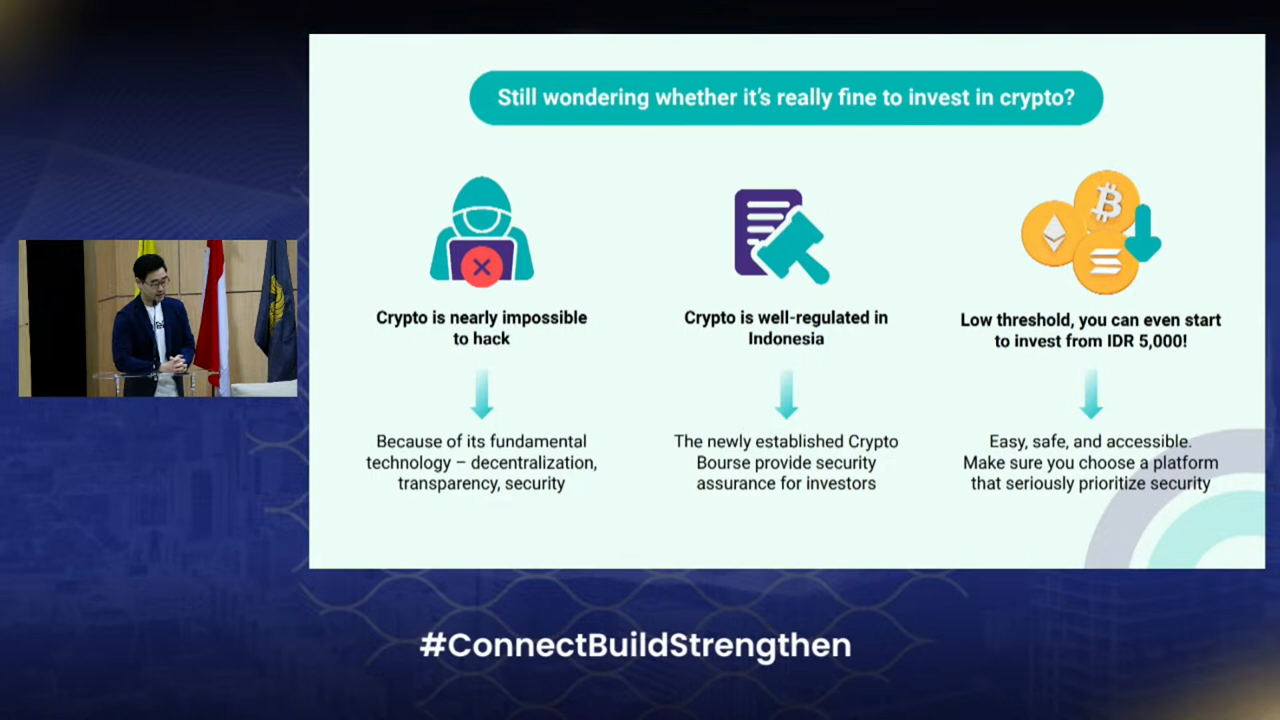 Still wondering whether it's really fine to invest in crypto?
Crypto is nearly impossible
to hack
Because of its fundamental
technology – decentralization,
transparency, security
Crypto is well-regulated in
Indonesia
The newly established Crypto
Bourse provide security
assurance for investors
Low threshold, you can even start
to invest from IDR 5,000!
Easy, safe, and accessible.
Make sure you choose a platform
that seriously prioritize security
#ConnectBuildStrengthen